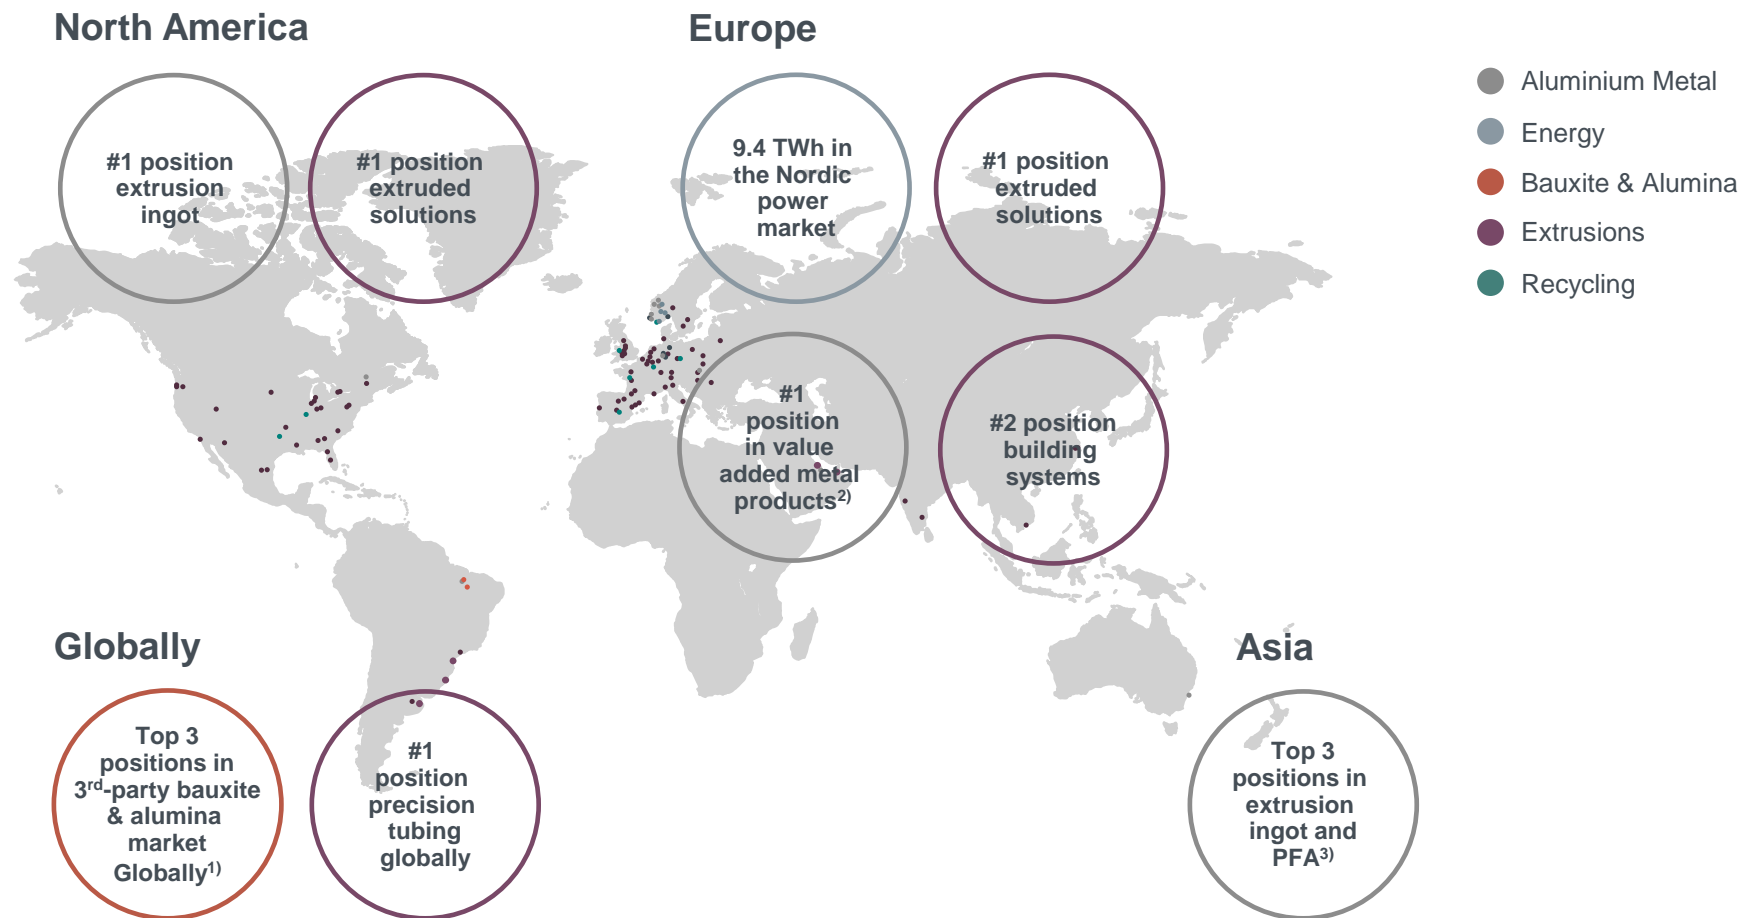 North America
#1 position
extrusion
ingot
#1 position
extruded
solutions
Europe
9.4 TWh in
the Nordic
power
market
#1 position
extruded
solutions
#1
position
in value
added metal
products2)
#2 position
building
systems
Aluminium Metal
Energy
Bauxite & Alumina
Extrusions
Recycling
Globally
Top 3
positions in
3rd-party bauxite
& alumina
market
Globally1)
#1
position
precision
tubing
globally
Asia
Top 3
positions in
extrusion
ingot and
PFA3)